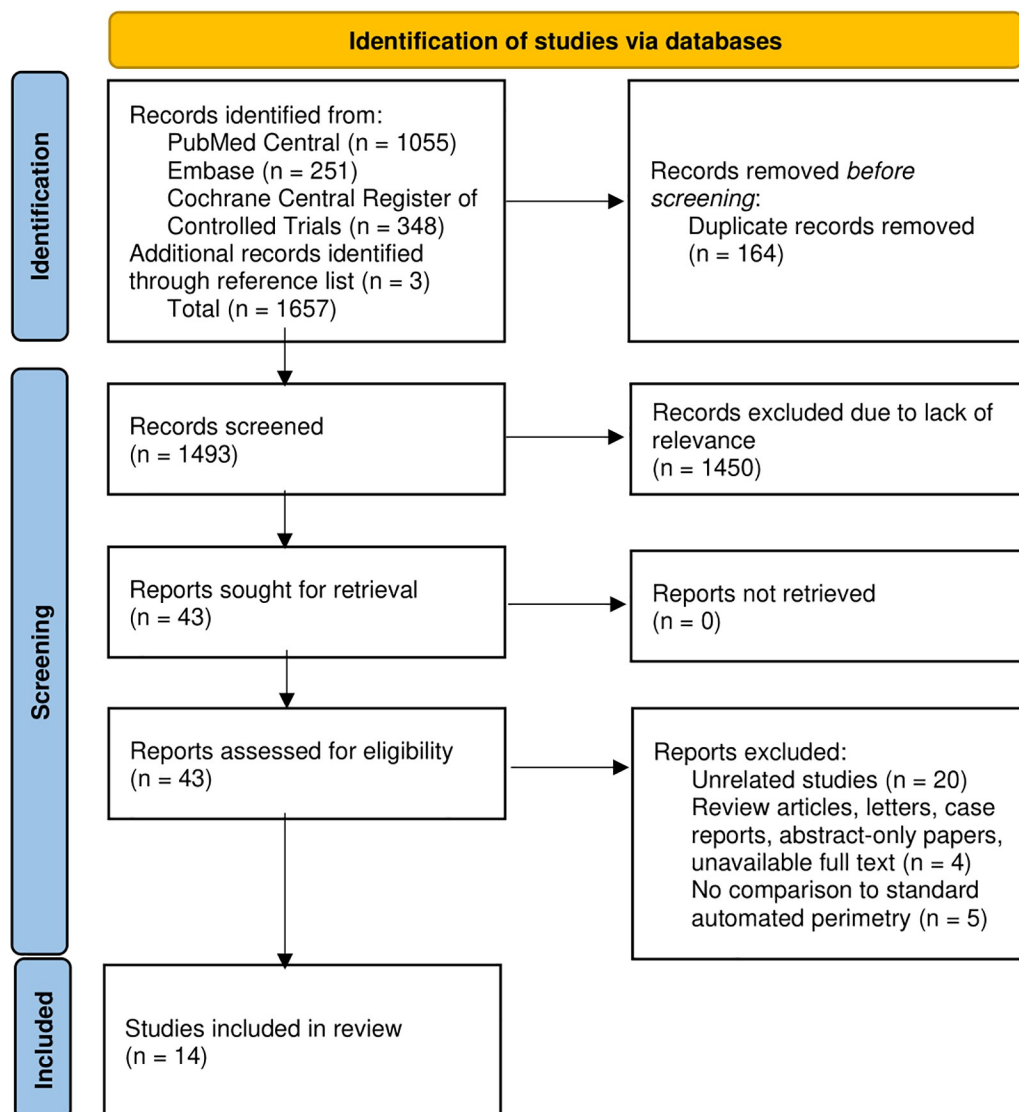 Identification of studies via databases
Identification
Records identified from:
PubMed Central (n = 1055)
Embase (n = 251)
Cochrane Central Register of
Controlled Trials (n = 348)
Additional records identified
through reference list (n = 3)
Total (n = 1657)
Records removed before
screening:
Duplicate records removed
(n = 164)
Screening
Records screened
(n = 1493)
Records excluded due to lack of
relevance
(n = 1450)
Reports sought for retrieval
(n = 43)
Reports not retrieved
(n = 0)
Reports assessed for eligibility
(n = 43)
Reports excluded:
Unrelated studies (n = 20)
Review articles, letters, case
reports, abstract-only papers,
unavailable full text (n = 4)
No comparison to standard
automated perimetry (n = 5)
Included
Studies included in review
(n = 14)